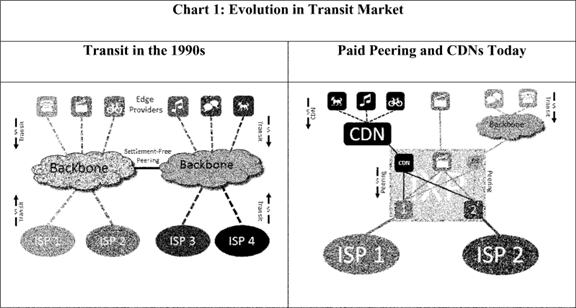 Chart 1: Evolution in Transit Market
Transit in the 1990s
Paid Peering and CDNs Today
Edge
Providers
Transit
$
Transit
$
Settlement-Free
Peering
Backbone
Backbone
Transit
$
Transit
$
ISP 1
ISP 2
ISP 3
ISP 4
CDN
$
Transit
$
CDN
Backbone
CDN
Peering
$
Peering
$
2
ISP 1
ISP 2